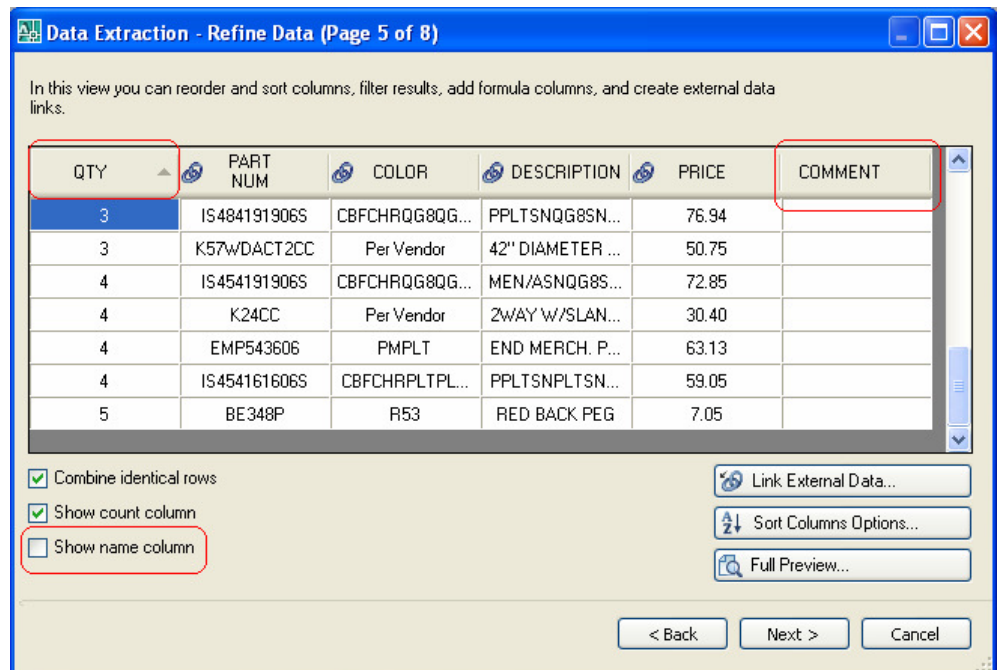 Data Extraction - Refine Data (Page 5 of 8)
In this view you can reorder and sort columns, filter results, add formula columns, and create external data
links.
QTY PART NUM COLOR DESCRIPTION PRICE COMMENT
3 IS484191906S CBFCHRQG8QG... PPLTSNQG8SN... 76.94
3 K57WDACT2CC Per Vendor 42" DIAMETER ... 50.75
4 IS454191906S CBFCHRQG8QG... MEN/ASNQG8S... 72.85
4 K24CC Per Vendor 2WAY W/SLAN... 30.40
4 EMP543606 PMPLT END MERCH. P... 63.13
4 IS454161606S CBFCHRPLTPL... PPLTSNPLTSN... 59.05
5 BE348P R53 RED BACK PEG 7.05
Combine identical rows
Link External Data...
Show count column
Sort Columns Options...
Show name column
Full Preview...
< Back Next > Cancel